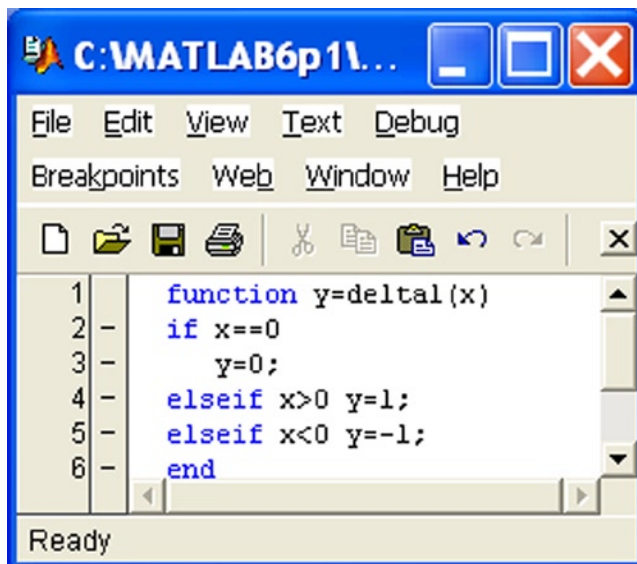 C:\MATLAB6p1\...
File Edit View Text Debug
Breakpoints Web Window Help
1 function y=delta1(x)
2 - if x==0
3 - y=0;
4 - elseif x>0 y=1;
5 - elseif x<0 y=-1;
6 - end
Ready